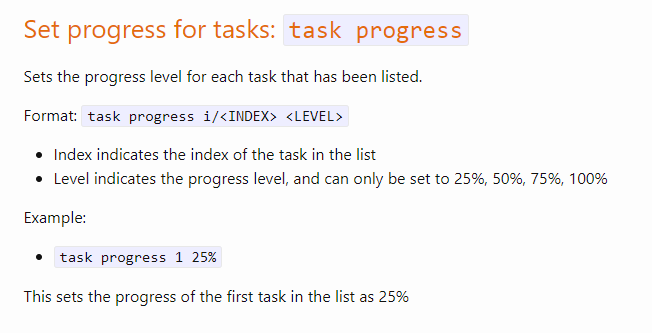 Set progress for tasks: task progress
Sets the progress level for each task that has been listed.
Format: task progress i/<INDEX> <LEVEL>
• Index indicates the index of the task in the list
• Level indicates the progress level, and can only be set to 25%, 50%, 75%, 100%
Example:
• task progress 1 25%
This sets the progress of the first task in the list as 25%